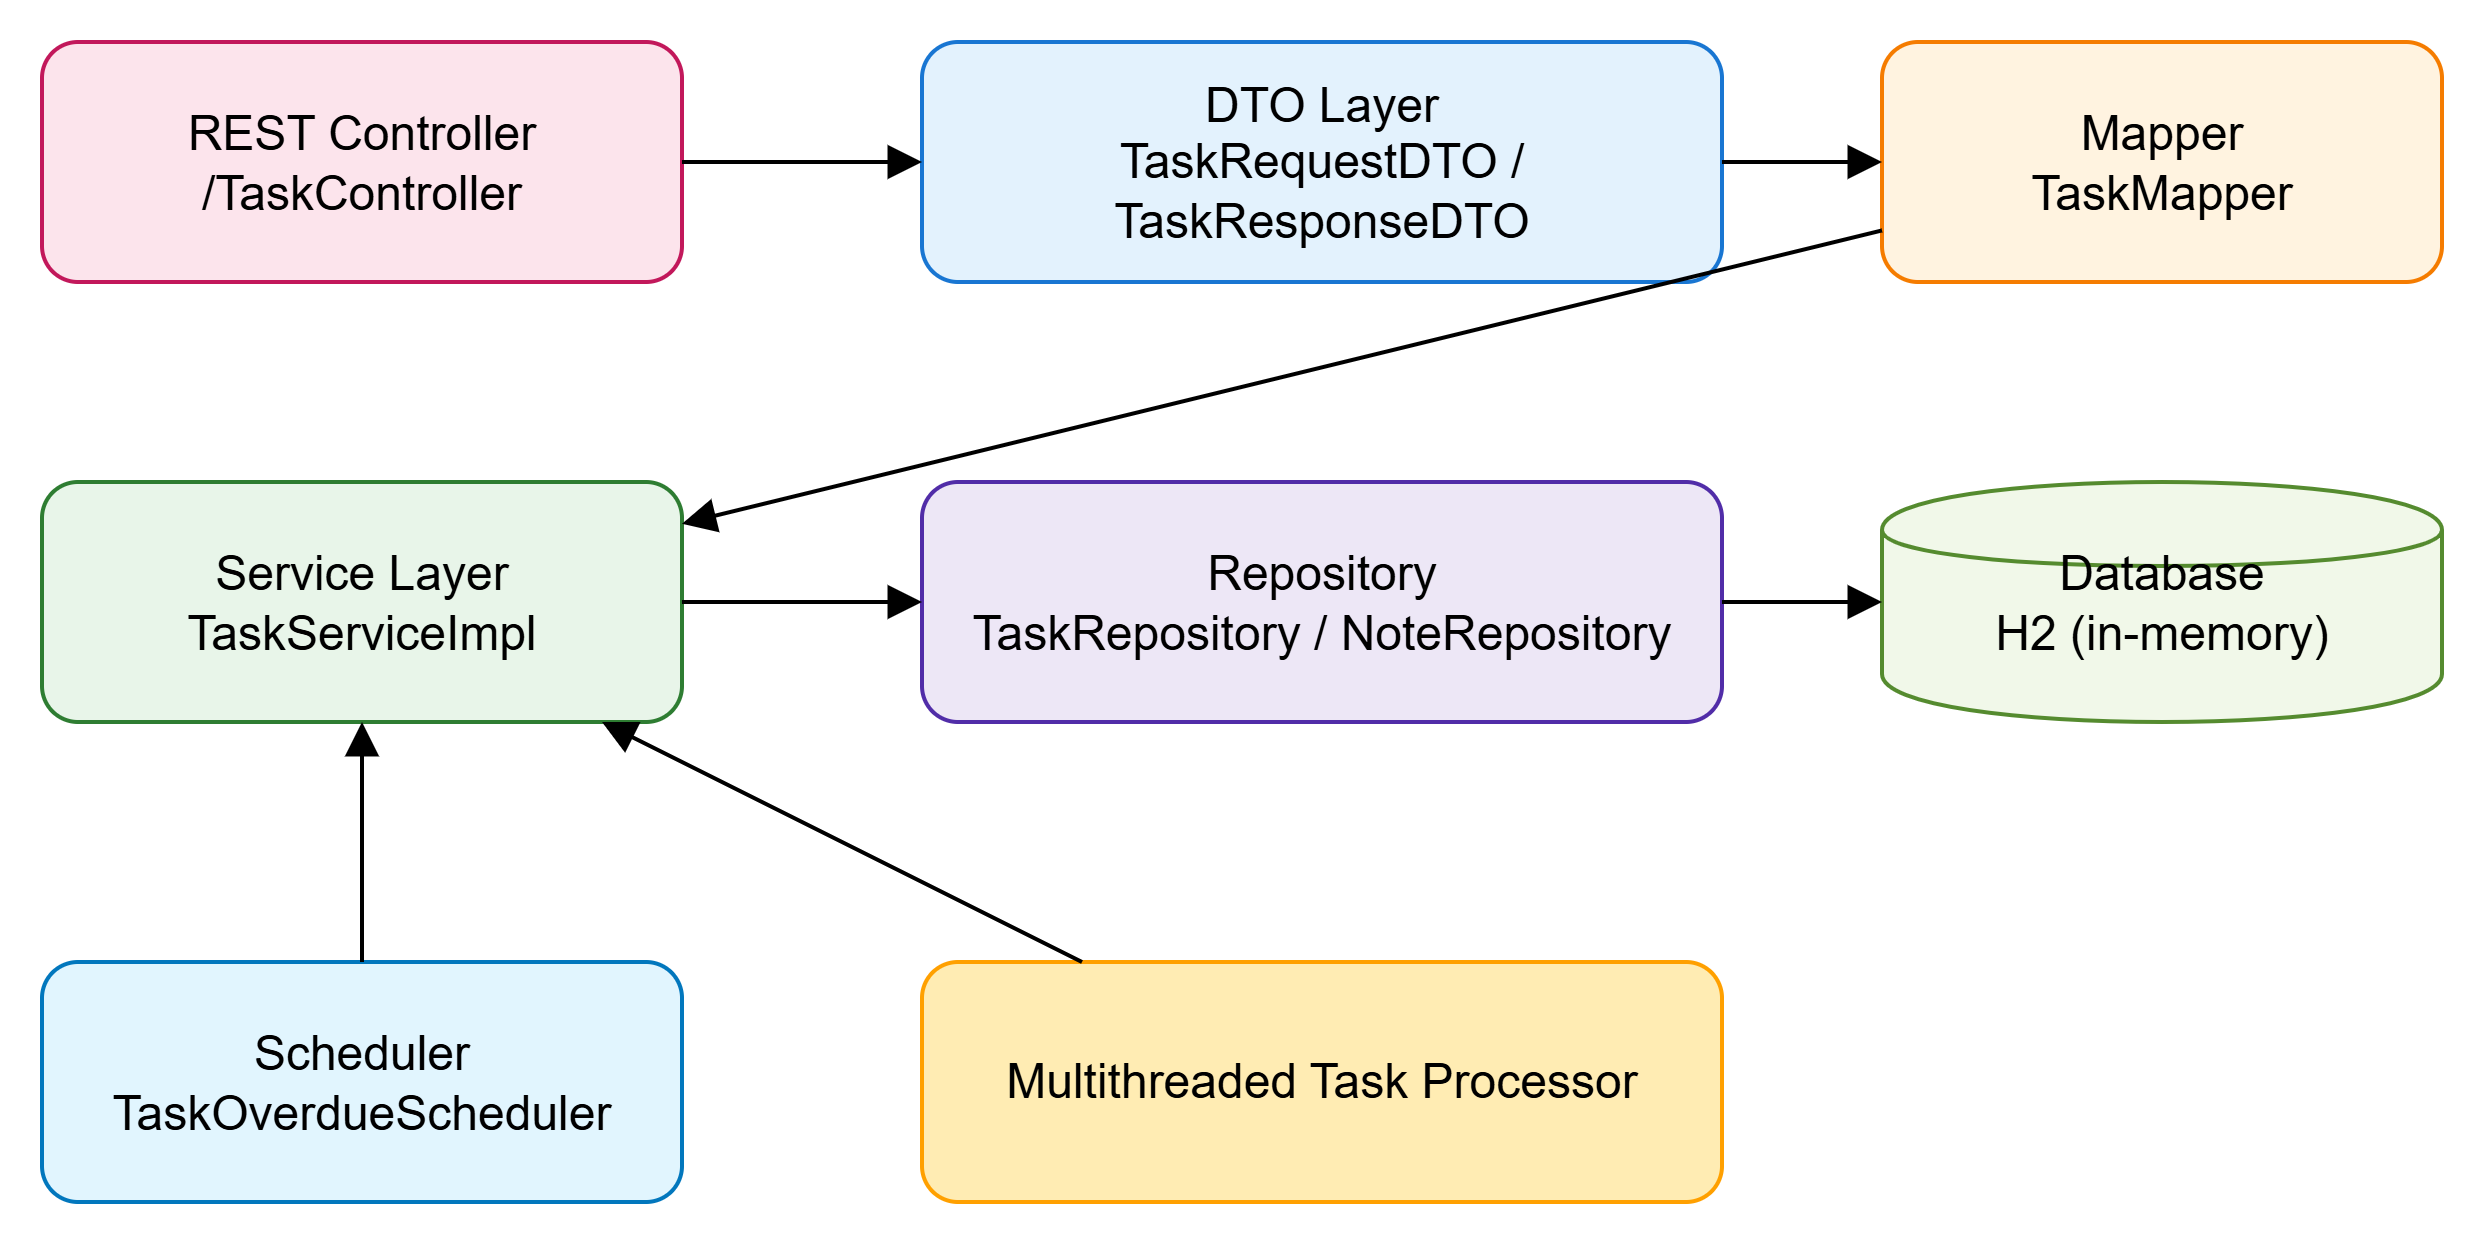 REST Controller
/TaskController
DTO Layer
TaskRequestDTO /
TaskResponseDTO
Mapper
TaskMapper
Service Layer
TaskServiceImpl
Repository
TaskRepository / NoteRepository
Database
H2 (in-memory)
Scheduler
TaskOverdueScheduler
Multithreaded Task Processor